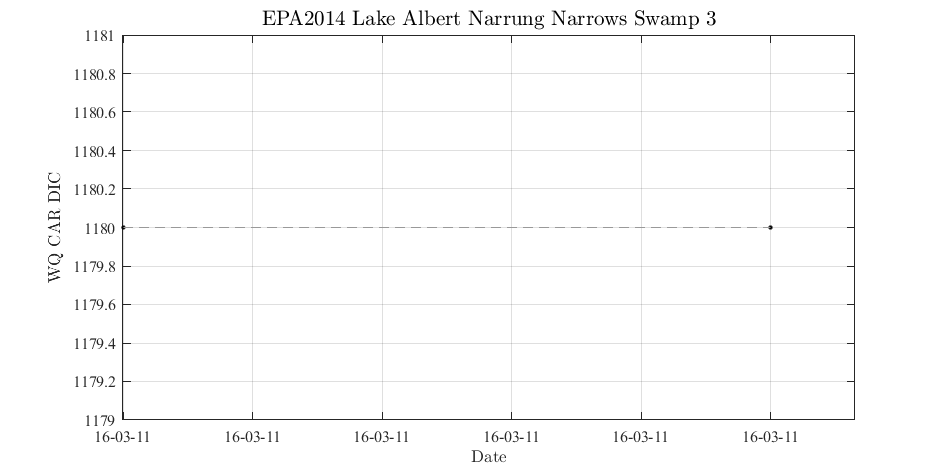 EPA2014 Lake Albert Narrung Narrows Swamp 3
1181
1180.8
1180.6
1180.4
1180.2
1180
1179.8
1179.6
1179.4
1179.2
1179
WQ CAR DIC
16-03-11 16-03-11 16-03-11 16-03-11 16-03-11 16-03-11
Date